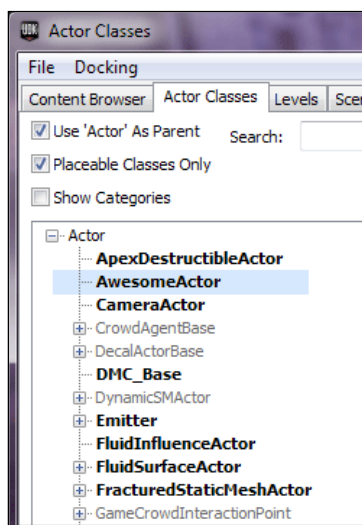 UDK Actor Classes
File Docking
Content Browser Actor Classes Levels
Use 'Actor' As Parent Search:
Placeable Classes Only
Show Categories
Actor
ApexDestructibleActor
AwesomeActor
CameraActor
CrowdAgentBase
DecalActorBase
DMC_Base
DynamicSMActor
Emitter
FluidInfluenceActor
FluidSurfaceActor
FracturedStaticMeshActor
GameCrowdInteractionPoint